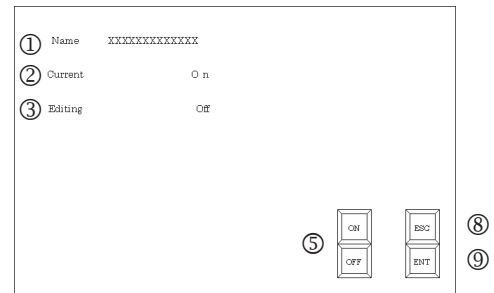 ① Name XXXXXXXXXXXXX
② Current O n
③ Editing Off
ON ESC ⑧
⑤
OFF ENT ⑨